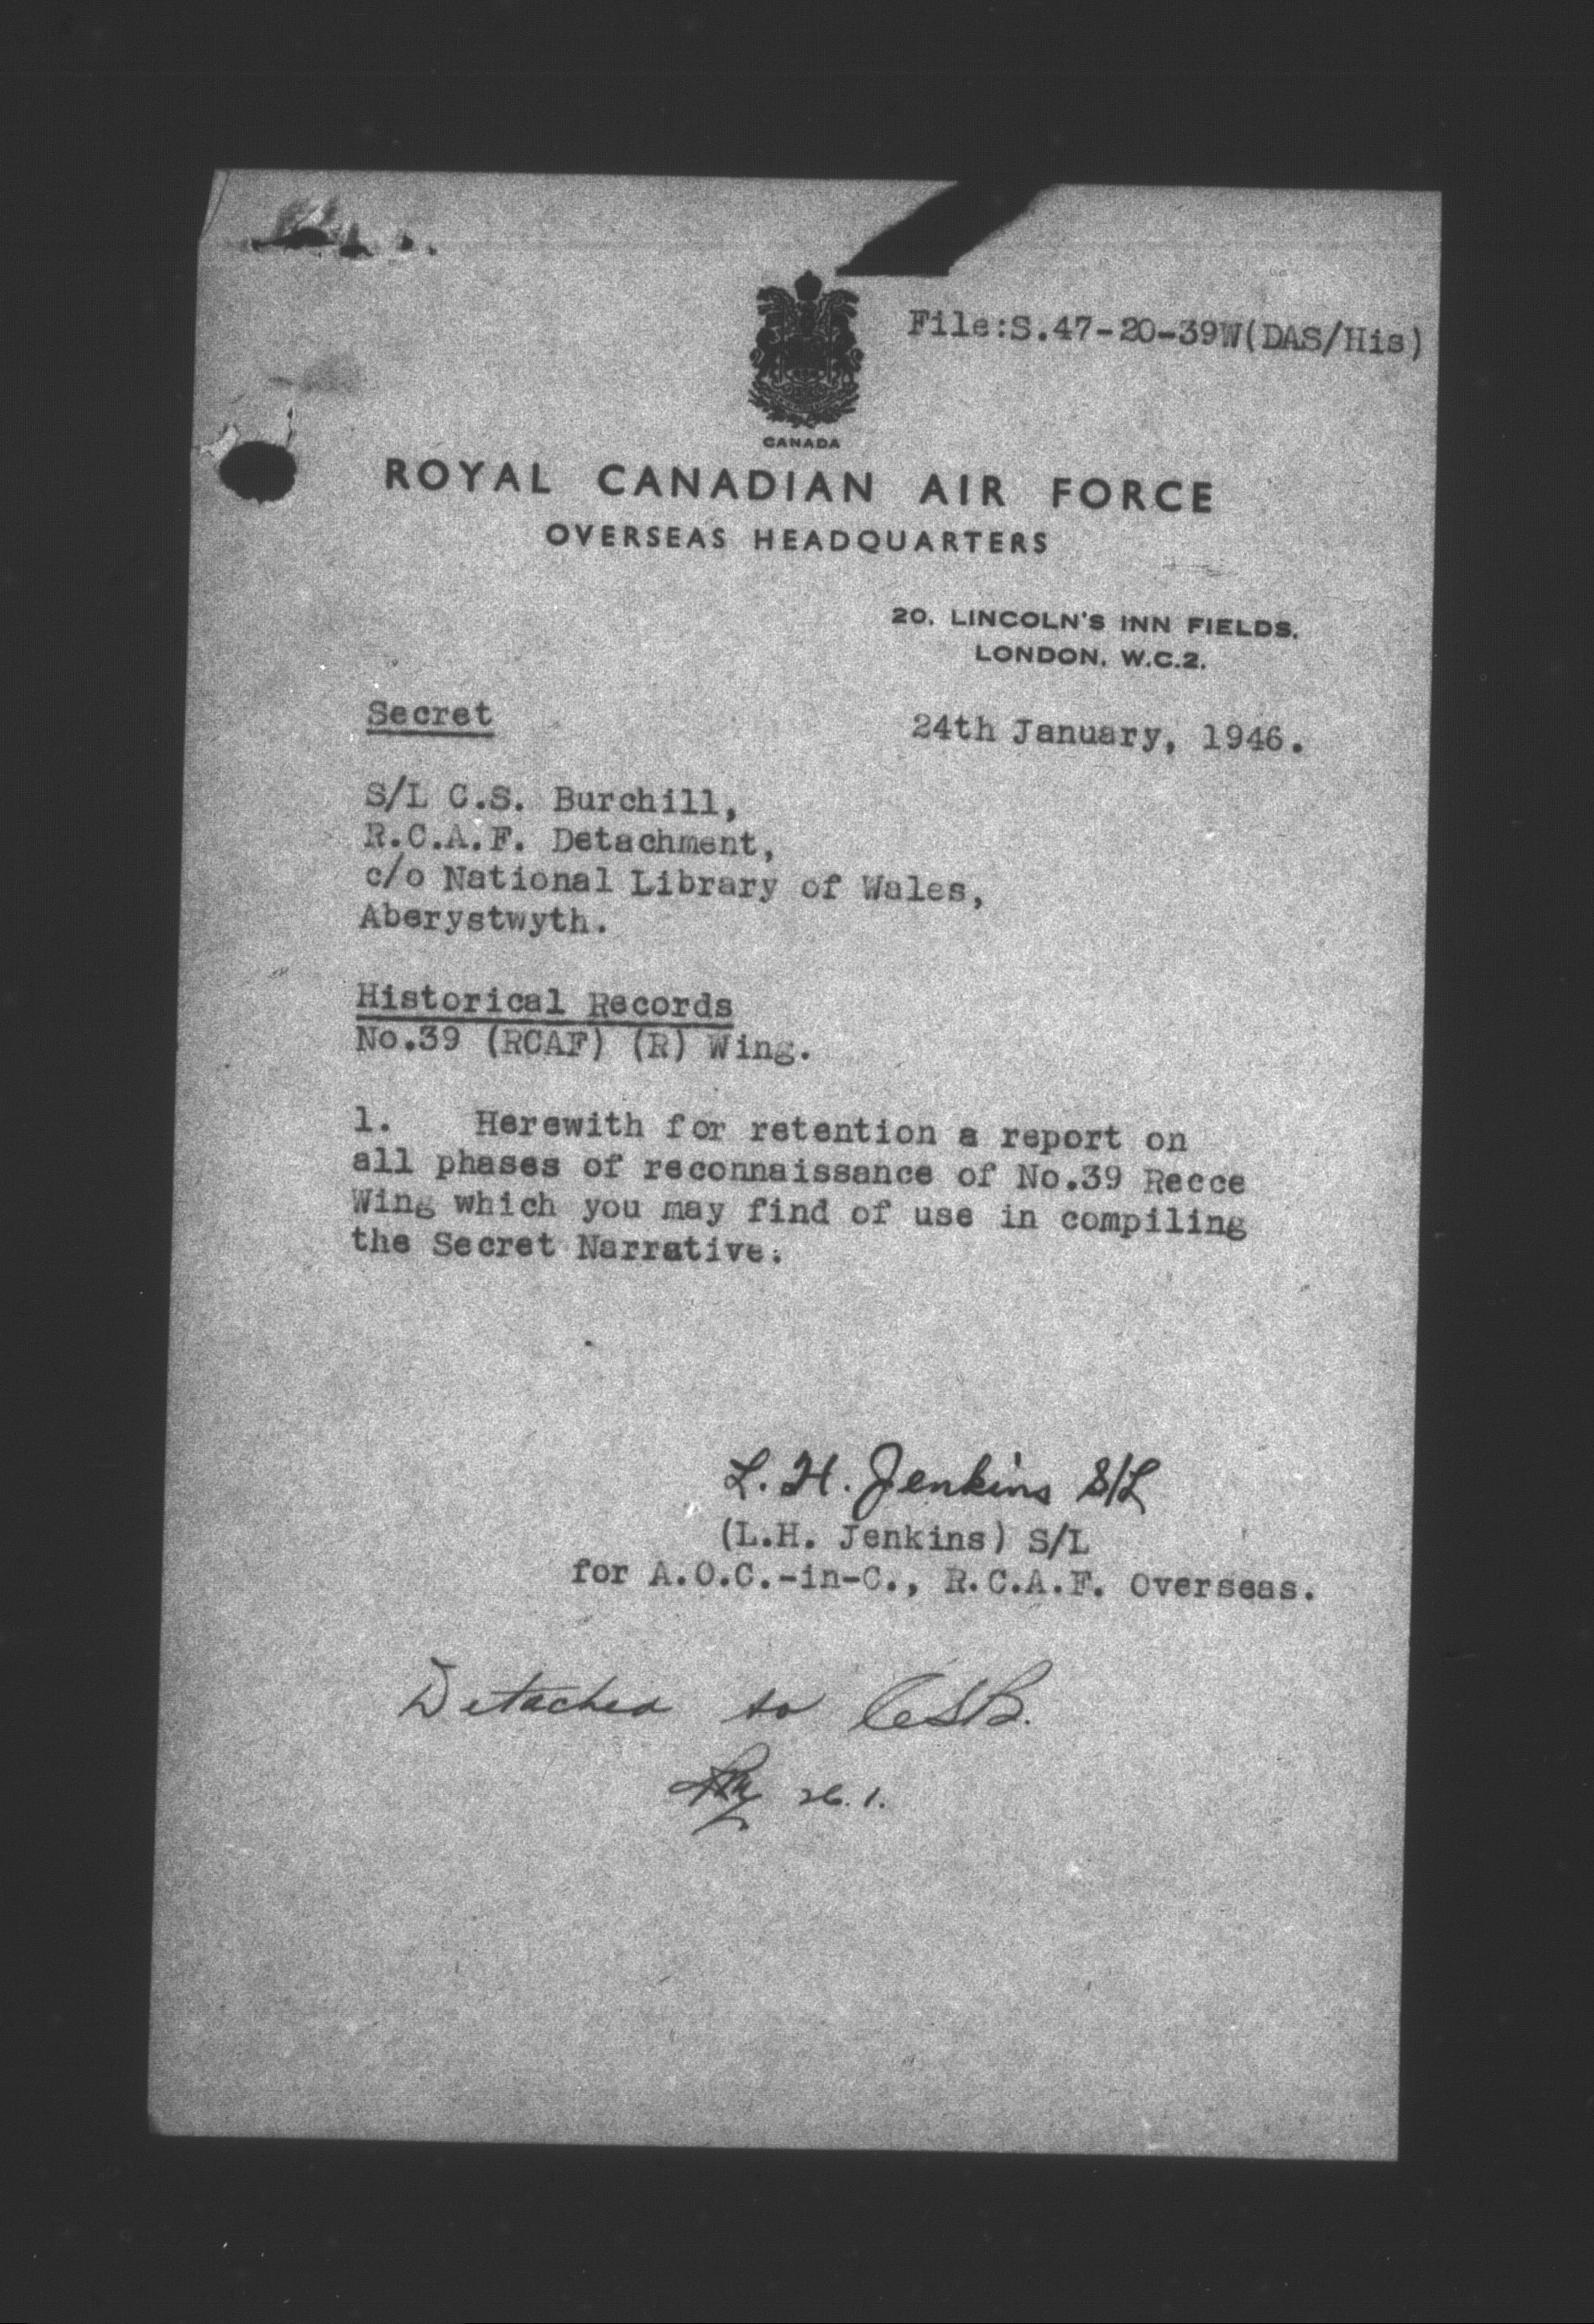 File:S.47-20-39W(DAS/His)
CANADA
ROYAL CANADIAN AIR FORCE
OVERSEAS HEADQUARTERS
20, LINCOLN'S INN FIELDS,
LONDON, W.C.2.
Secret
24th January, 1946.
S/L C.S. Burchill,
R.C.A.F. Detachment,
c/o National Library of Wales,
Aberystwyth.
Historical Records
No.39 (RCAF) (R) Wing.
1. Herewith for retention a report on
all phases of reconnaissance of No.39 Recce
Wing which you may find of use in compiling
the Secret Narrative.
L. H. Jenkins S/L
(L.H. Jenkins) S/L
for A.O.C.-in-C., R.C.A.F. Overseas.
Detached to CSB.
26.1.